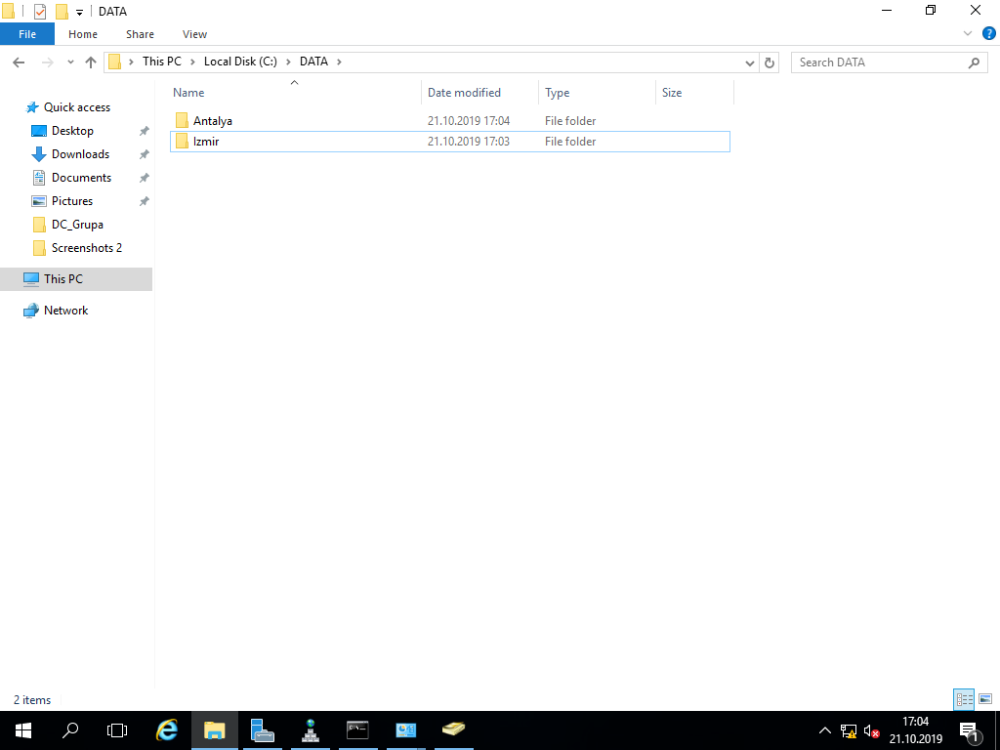 DATA
File Home Share View
This PC Local Disk (C:) DATA
Search DATA
Name Date modified Type Size
Quick access
Desktop
Downloads
Documents
Pictures
DC_Grupa
Screenshots 2
This PC
Network
Antalya 21.10.2019 17:04 File folder
Izmir 21.10.2019 17:03 File folder
2 items
17:04
21.10.2019
1